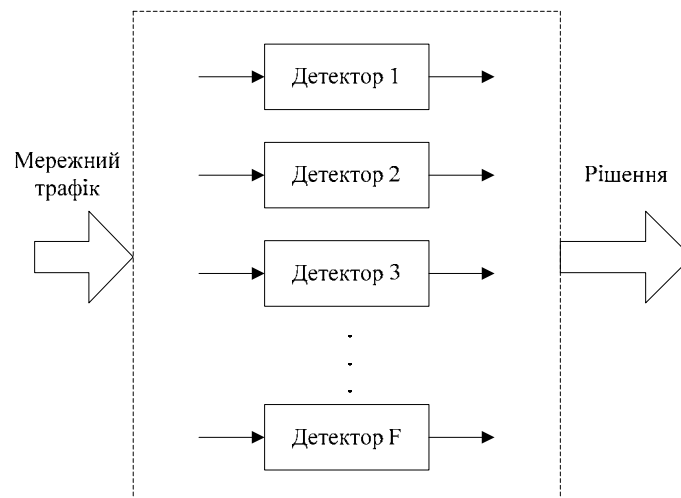 Детектор 1
Мережний
трафік
Детектор 2
Рішення
Детектор 3
Детектор F